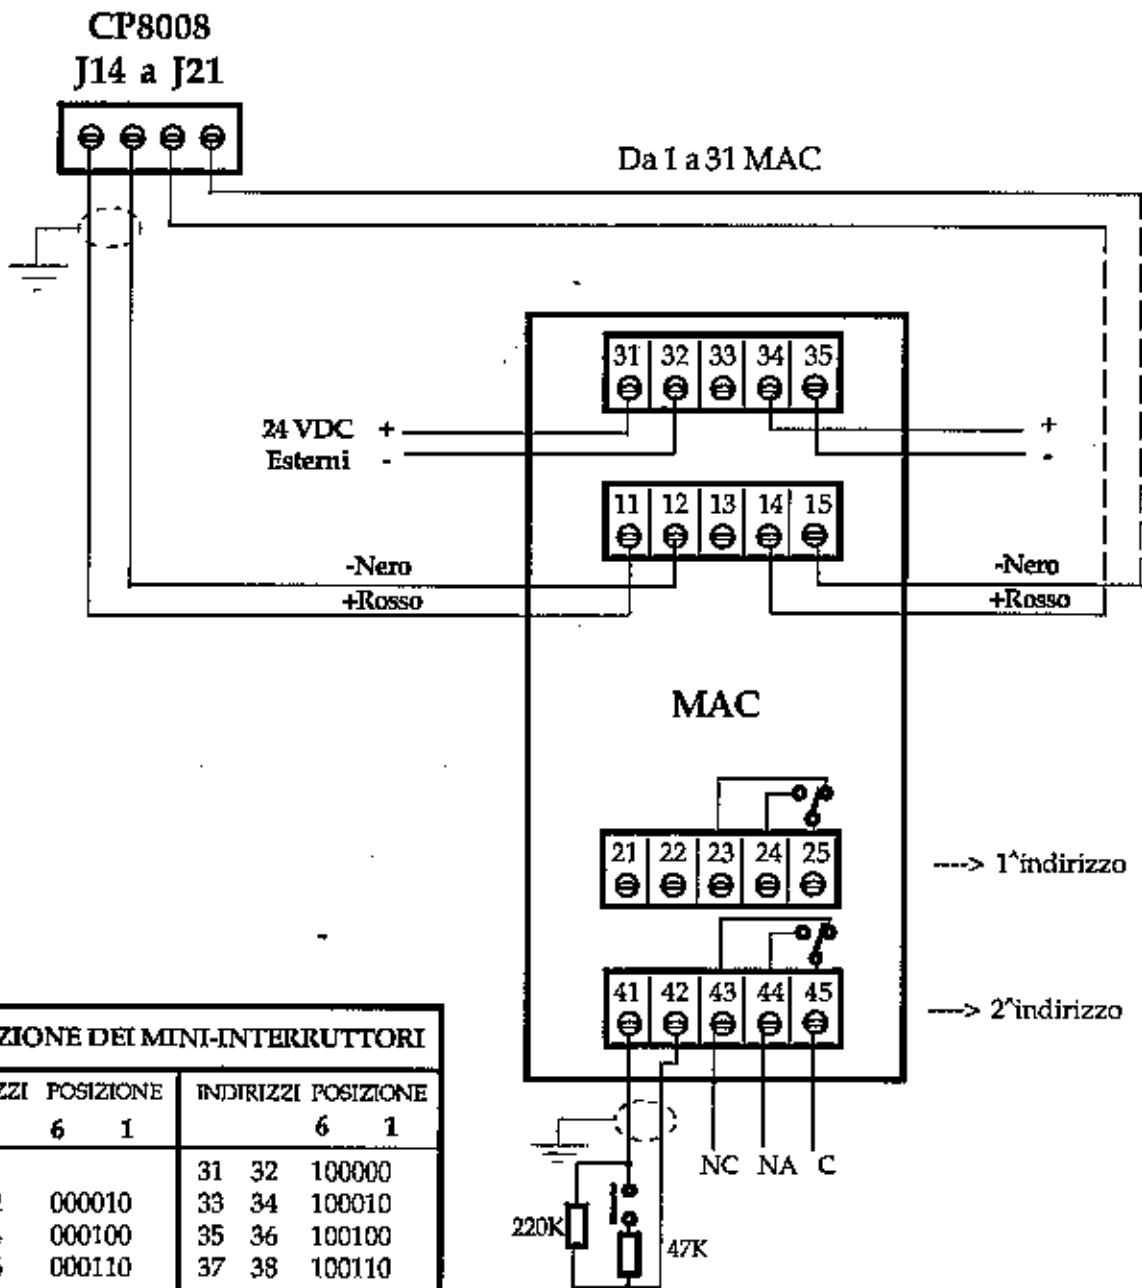 CP8008
J14 a J21
Da 1 a 31 MAC
31 32 33 34 35
24 VDC +
Esterni -
+
-
11 12 13 14 15
-Nero
+Rosso
-Nero
+Rosso
MAC
21 22 23 24 25
----> 1^indirizzo
41 42 43 44 45
----> 2^indirizzo
NC NA C
220K
47K
ZIONE DEI MINI-INTERRUTTORI
ZZI POSIZIONE INDIRIZZI POSIZIONE
6 1 6 1
31 32 100000
000010 33 34 100010
000100 35 36 100100
000110 37 38 100110